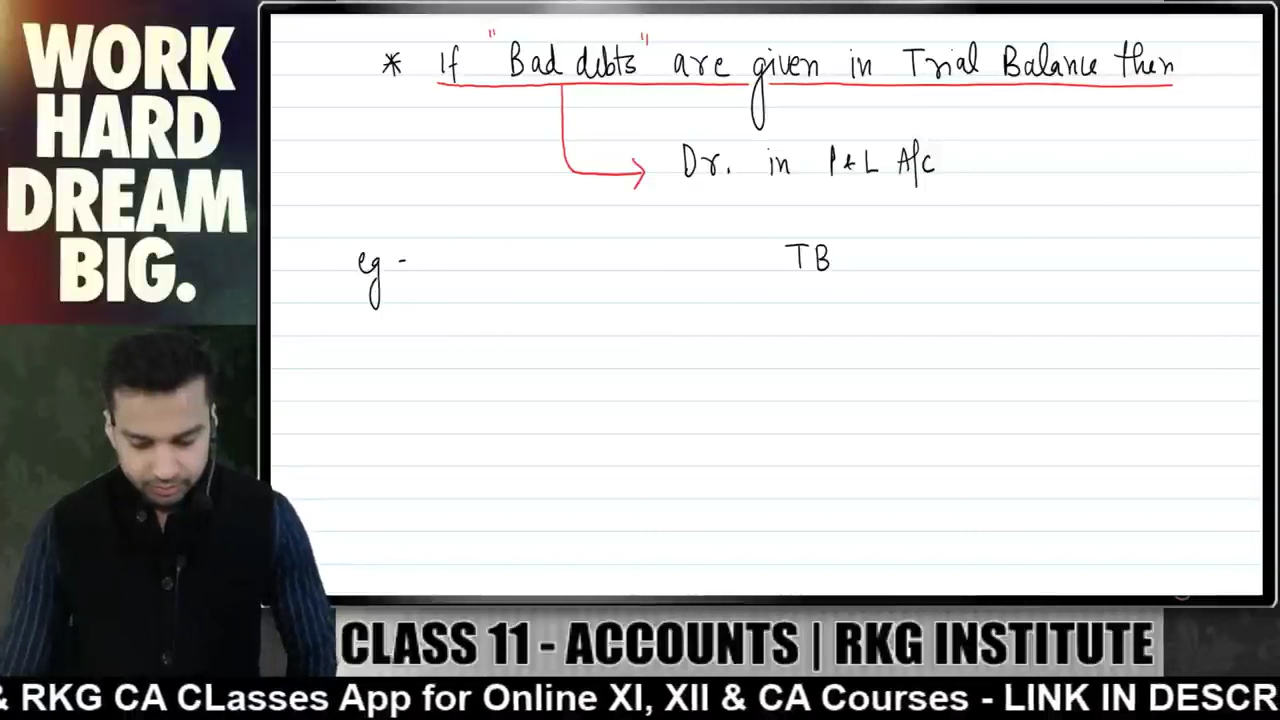 WORK
HARD
DREAM
BIG.
* If "Bad debts" are given in Trial Balance then
Dr. in P & L A/c
eg - TB
CLASS 11 - ACCOUNTS | RKG INSTITUTE
& RKG CA CLasses App for Online XI, XII & CA Courses - LINK IN DESCR